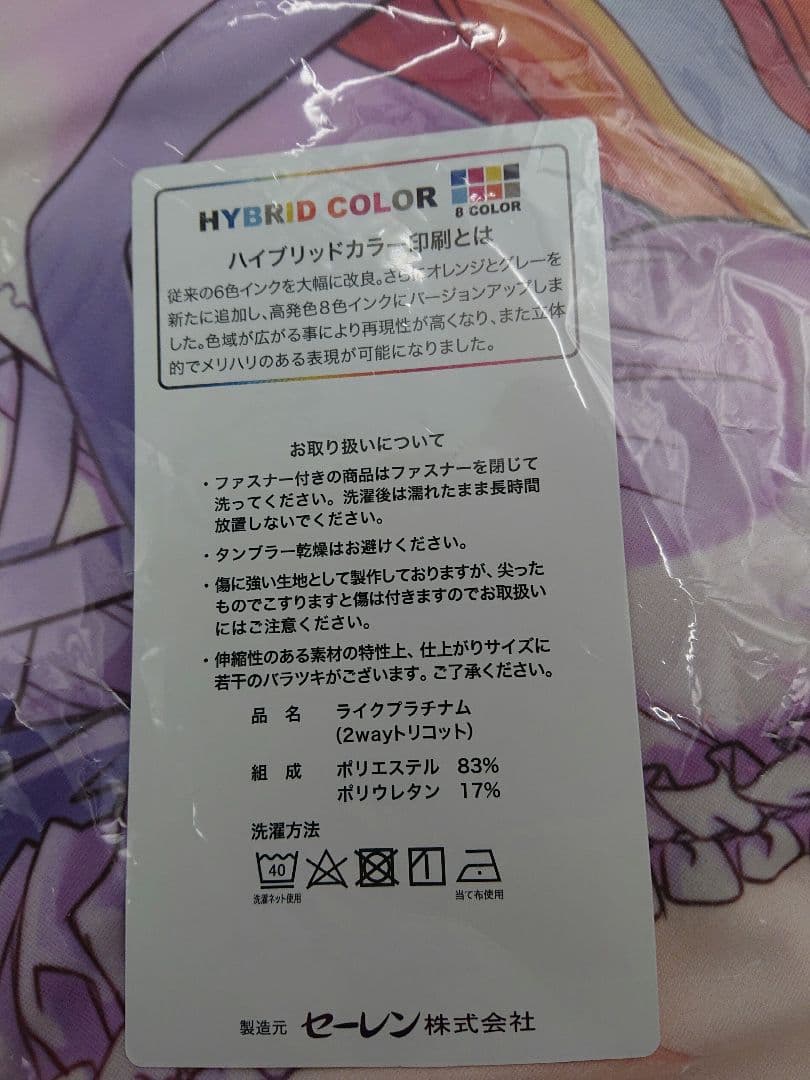 HYBRID COLOR
8 COLOR
ハイブリッドカラー印刷とは
従来の6色インクを大幅に改良。さらにオレンジとグレーを
新たに追加し、高発色8色インクにバージョンアップしま
した。色域が広がる事により再現性が高くなり、また立体
的でメリハリのある表現が可能になりました。
お取り扱いについて
・ファスナー付きの商品はファスナーを閉じて
洗ってください。洗濯後は濡れたまま長時間
放置しないでください。
・タンブラー乾燥はお避けください。
・傷に強い生地として製作しておりますが、尖った
ものでこすりますと傷は付きますのでお取扱い
にはご注意ください。
・伸縮性のある素材の特性上、仕上がりサイズに
若干のバラツキがございます。ご了承ください。
品 名 ライクプラチナム
(2wayトリコット)
組 成 ポリエステル 83%
ポリウレタン 17%
洗濯方法
40
洗濯ネット使用 当て布使用
製造元 セーレン株式会社